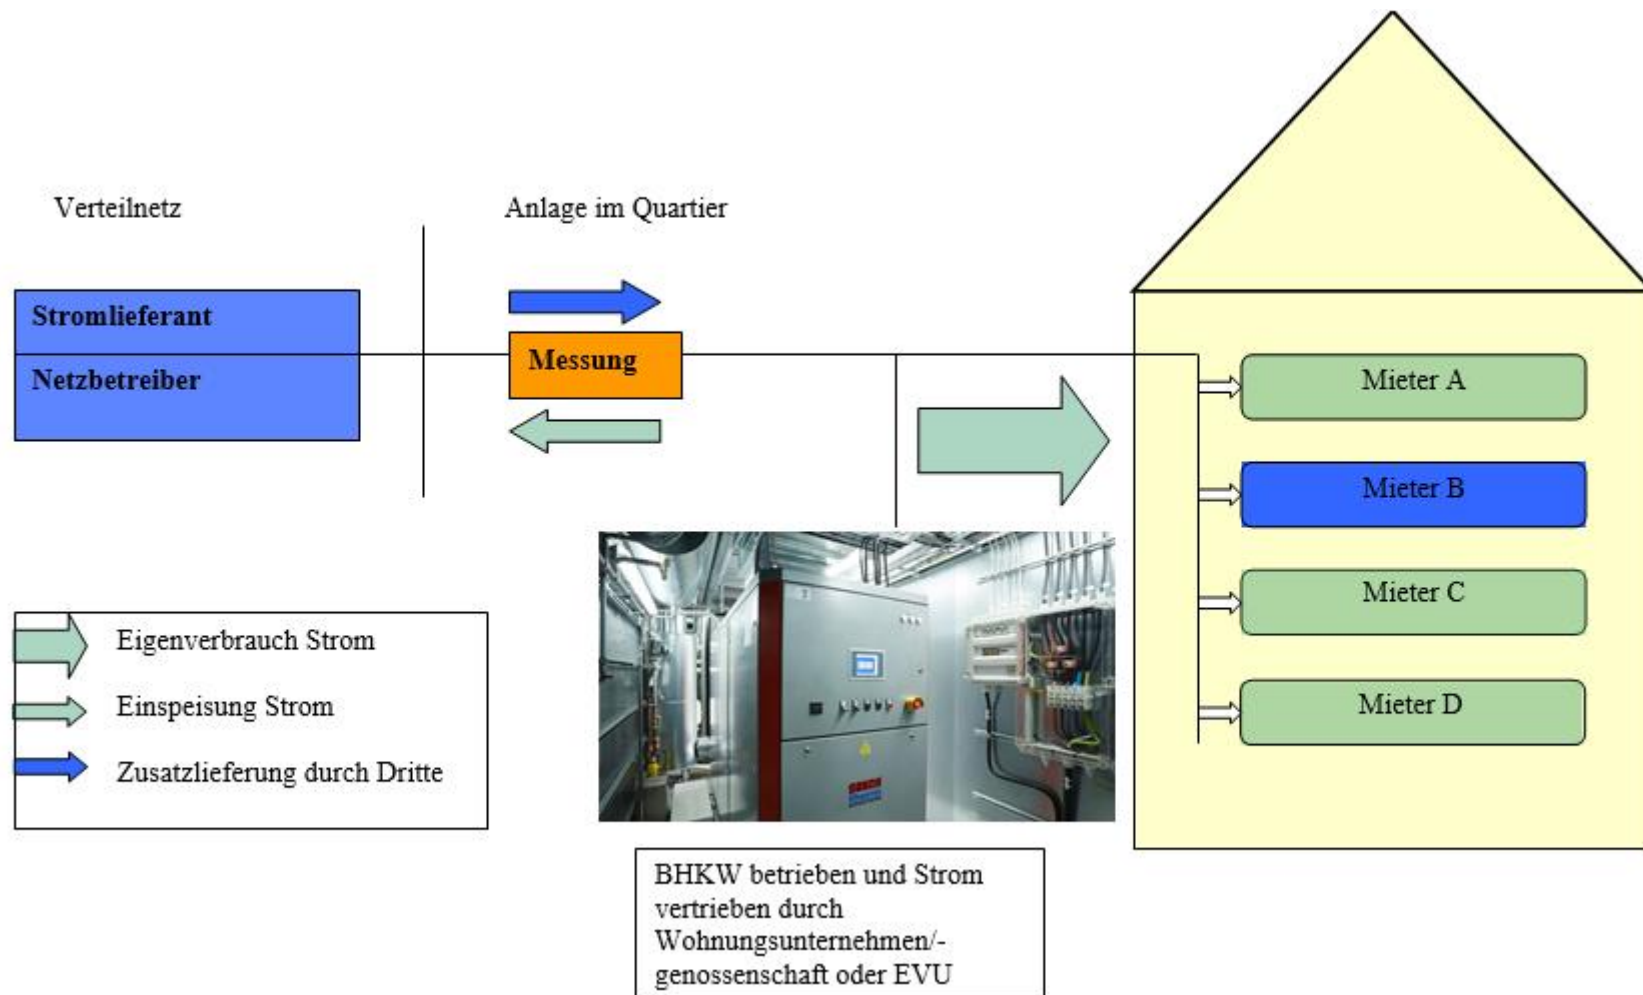 Verteilnetz
Anlage im Quartier
Stromlieferant
Netzbetreiber
Messung
Mieter A
Mieter B
Mieter C
Mieter D
Eigenverbrauch Strom
Einspeisung Strom
Zusatzlieferung durch Dritte
BHKW betrieben und Strom
vertrieben durch
Wohnungsunternehmen/-
genossenschaft oder EVU